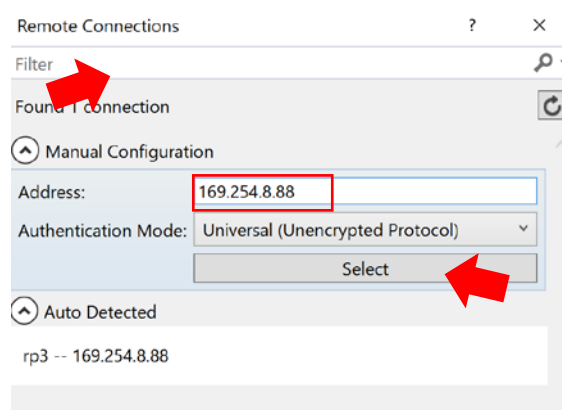 Remote Connections ? ×
Filter
Found 1 connection
Manual Configuration
Address: 169.254.8.88
Authentication Mode: Universal (Unencrypted Protocol)
Select
Auto Detected
rp3 -- 169.254.8.88